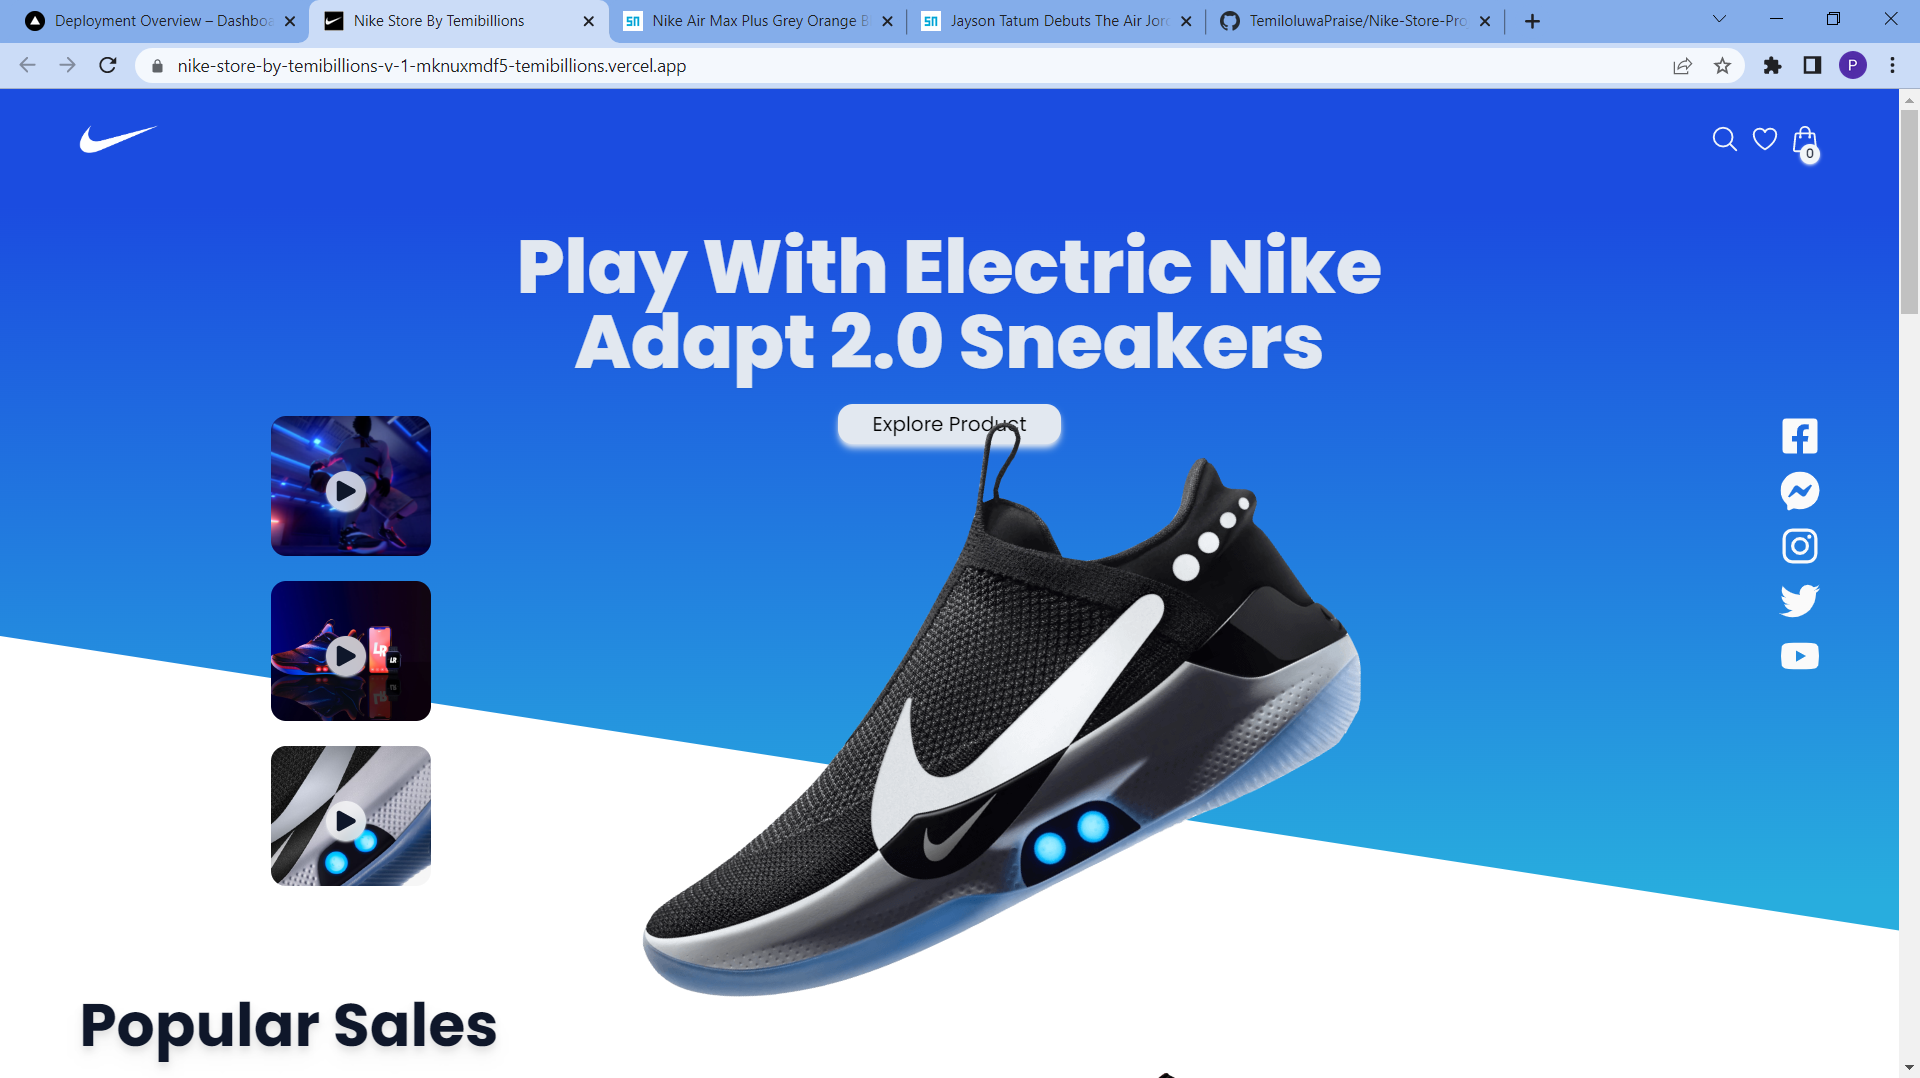 Deployment Overview – Dashboa
Nike Store By Temibillions
Nike Air Max Plus Grey Orange B
Jayson Tatum Debuts The Air Jor
TemiloluwaPraise/Nike-Store-Pro
nike-store-by-temibillions-v-1-mknuxmdf5-temibillions.vercel.app
P
0
Play With Electric Nike
Adapt 2.0 Sneakers
Explore Product
LR
LR
Popular Sales